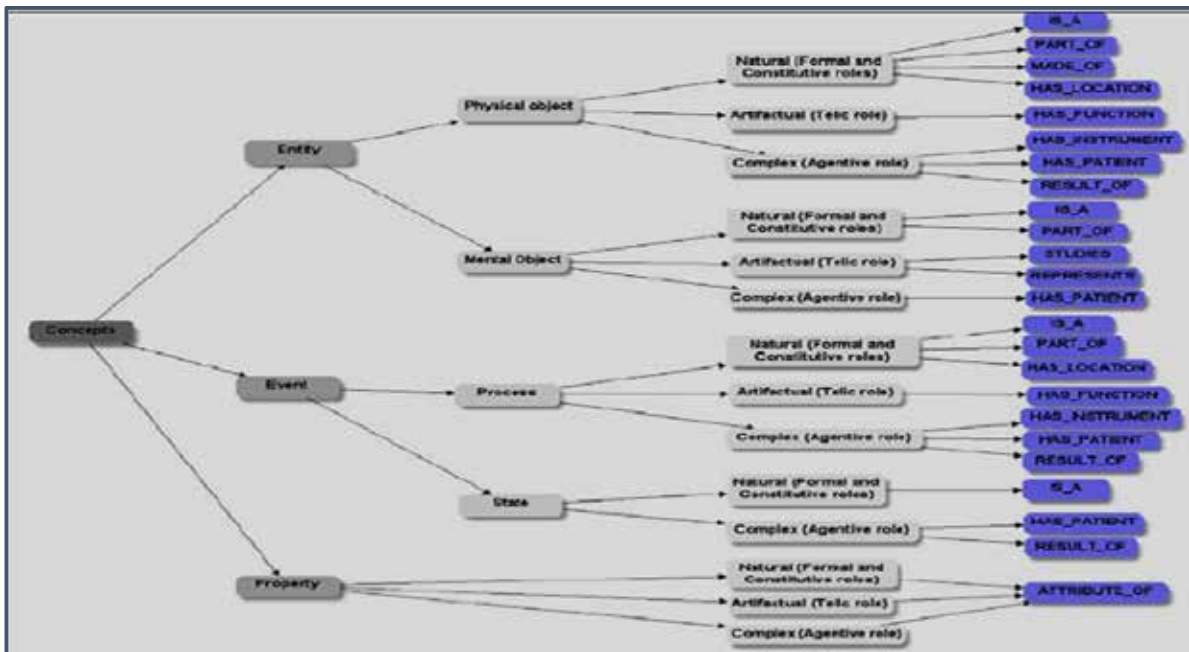 Concepts
Entity
Physical object
Natural (Formal and
Constitutive roles)
IS_A
PART_OF
MADE_OF
HAS_LOCATION
Artifactual (Telic role)
HAS_FUNCTION
Complex (Agentive role)
HAS_INSTRUMENT
HAS_PATIENT
RESULT_OF
Mental Object
Natural (Formal and
Constitutive roles)
IS_A
PART_OF
Artifactual (Telic role)
STUDIES
REPRESENTS
Complex (Agentive role)
HAS_PATIENT
Event
Process
Natural (Formal and
Constitutive roles)
IS_A
PART_OF
HAS_LOCATION
Artifactual (Telic role)
HAS_FUNCTION
Complex (Agentive role)
HAS_INSTRUMENT
HAS_PATIENT
RESULT_OF
State
Natural (Formal and
Constitutive roles)
IS_A
Complex (Agentive role)
HAS_PATIENT
RESULT_OF
Property
Natural (Formal and
Constitutive roles)
Artifactual (Telic role)
Complex (Agentive role)
ATTRIBUTE_OF